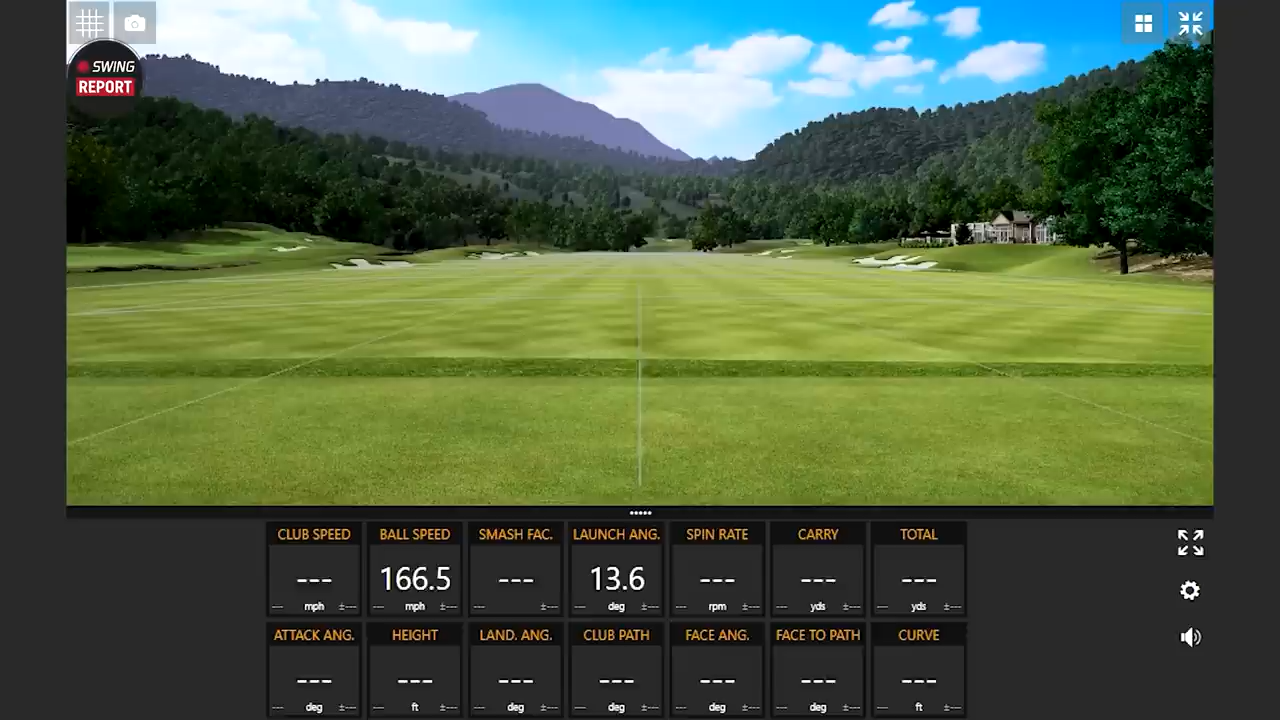 SWING
REPORT
CLUB SPEED BALL SPEED SMASH FAC. LAUNCH ANG. SPIN RATE CARRY TOTAL
--- 166.5 --- 13.6 --- --- ---
--- mph ±--- --- mph ±--- --- ±--- --- deg ±--- --- rpm ±--- --- yds ±--- --- yds ±---
ATTACK ANG. HEIGHT LAND. ANG. CLUB PATH FACE ANG. FACE TO PATH CURVE
--- --- --- --- --- --- ---
--- deg ±--- --- ft ±--- --- deg ±--- --- deg ±--- --- deg ±--- --- deg ±--- --- ft ±---